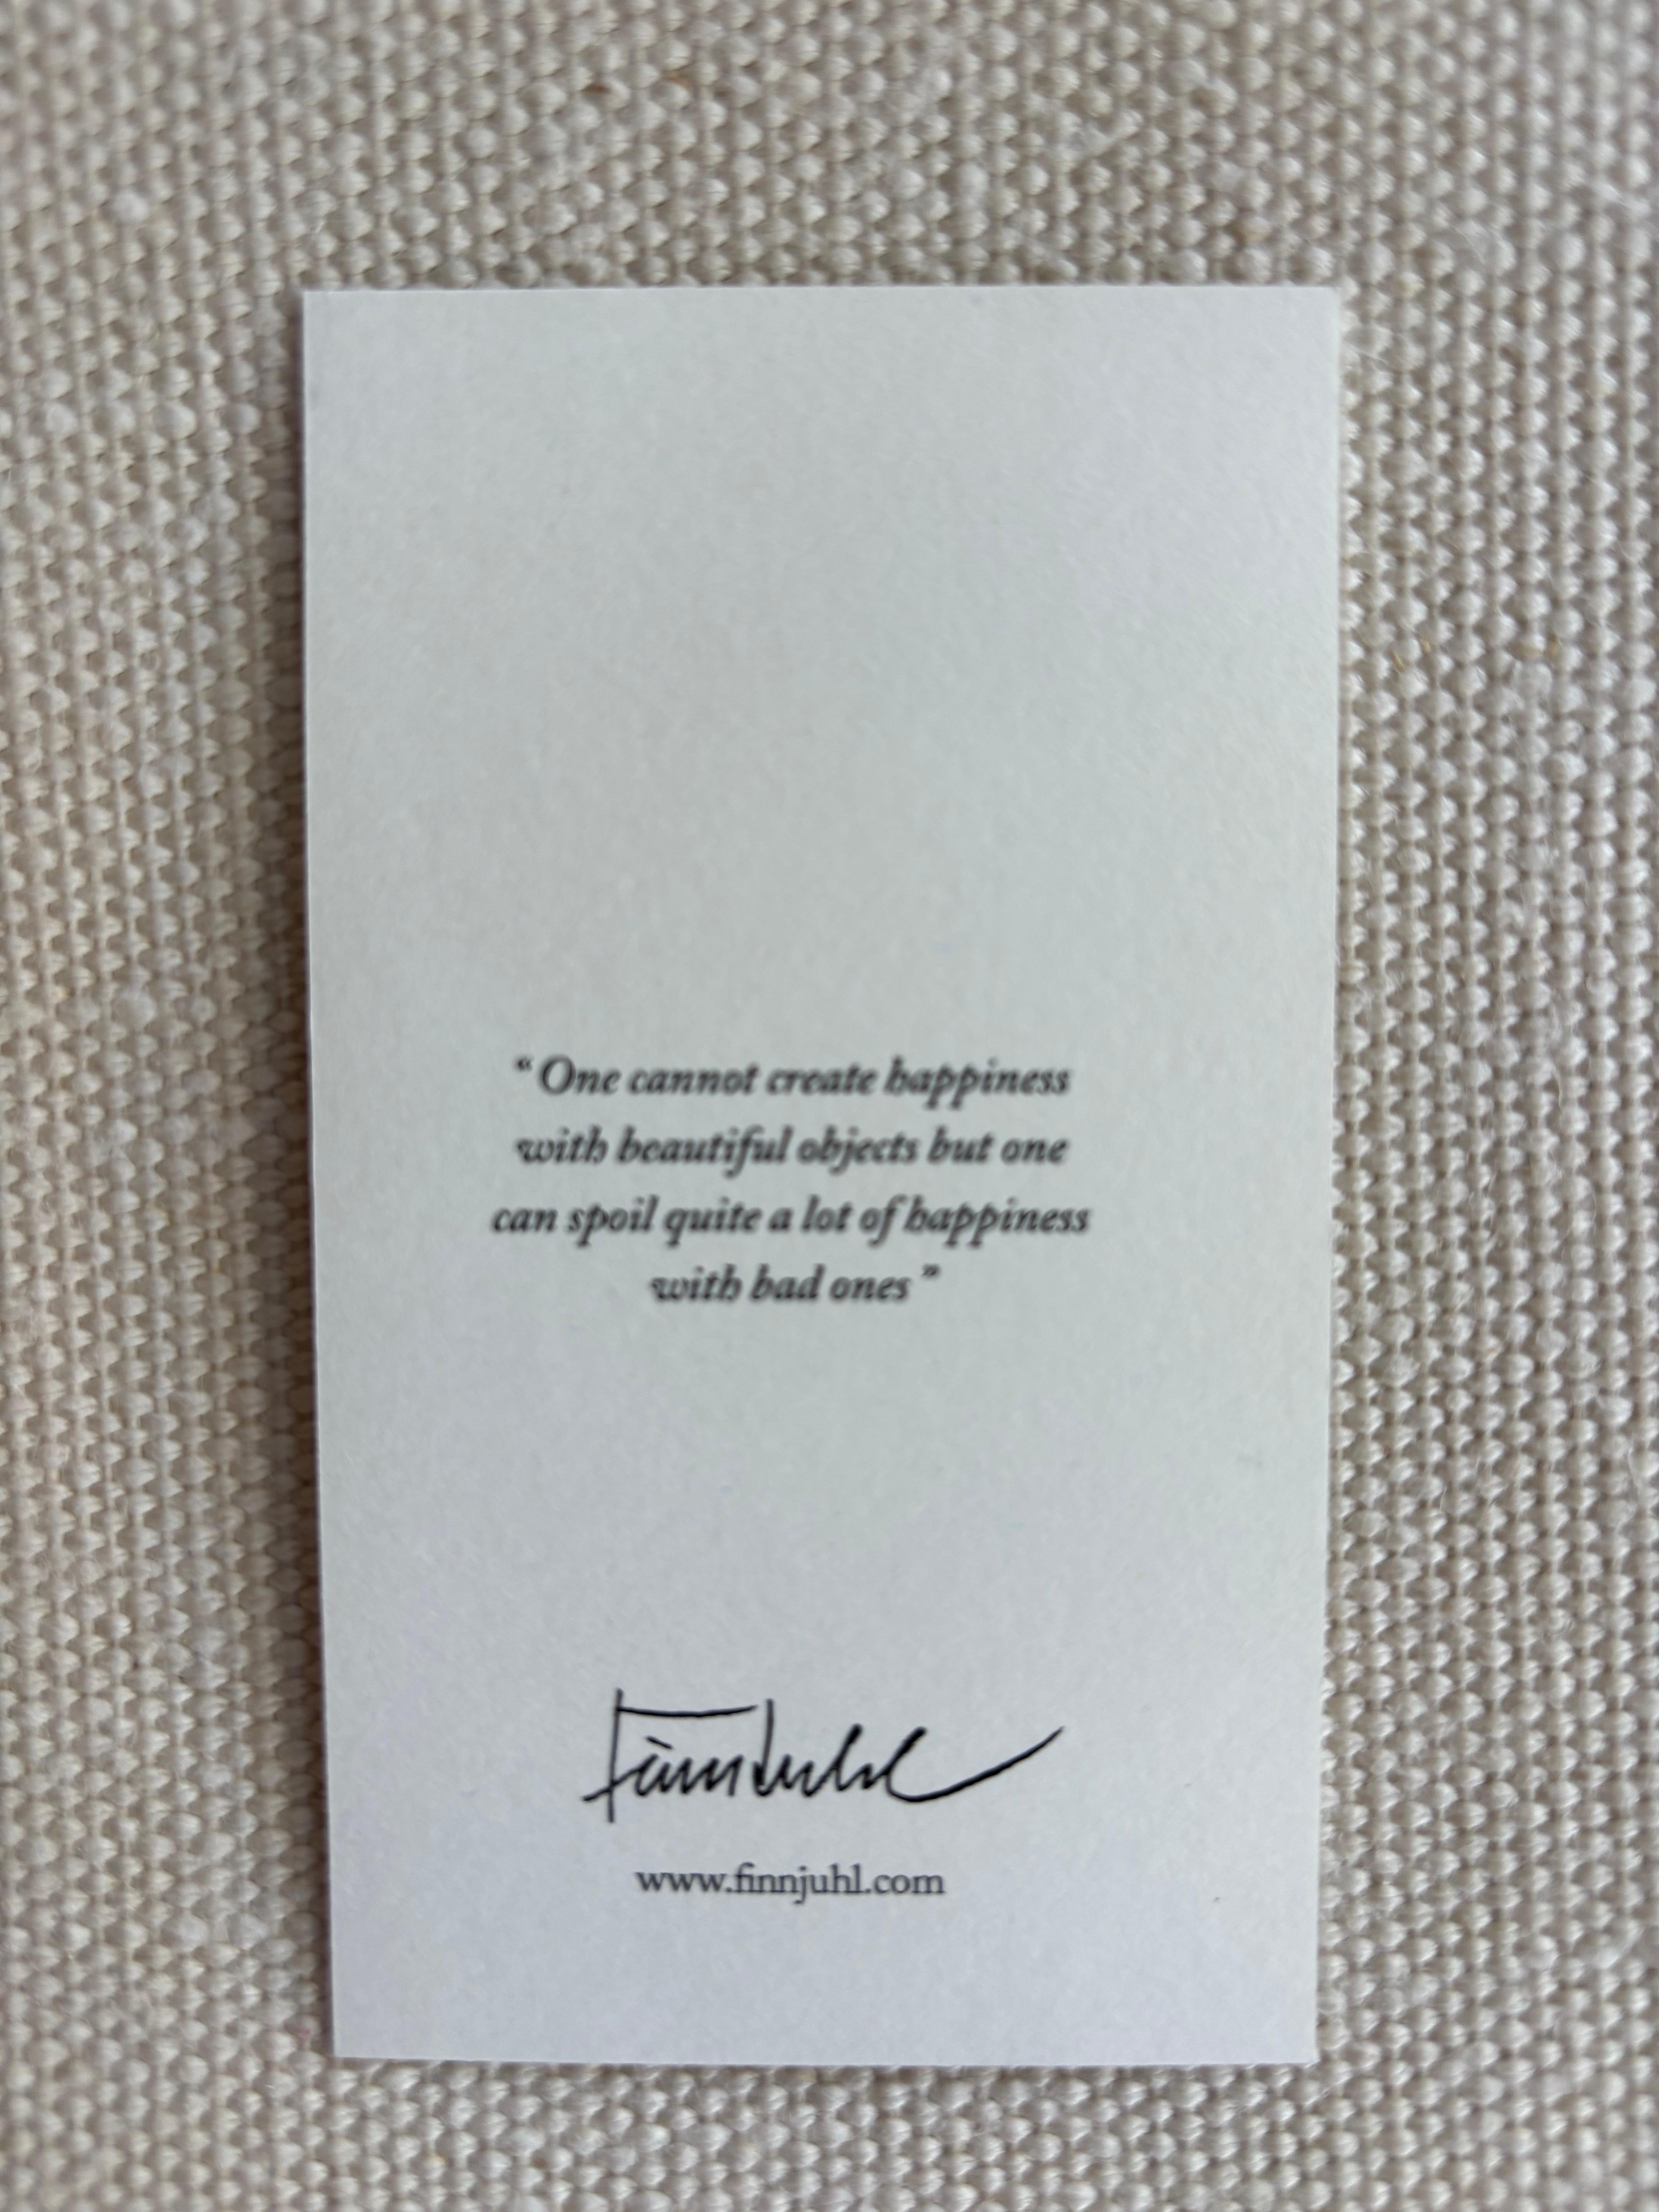 “ One cannot create happiness
with beautiful objects but one
can spoil quite a lot of happiness
with bad ones ”
Finn Juhl
www.finnjuhl.com